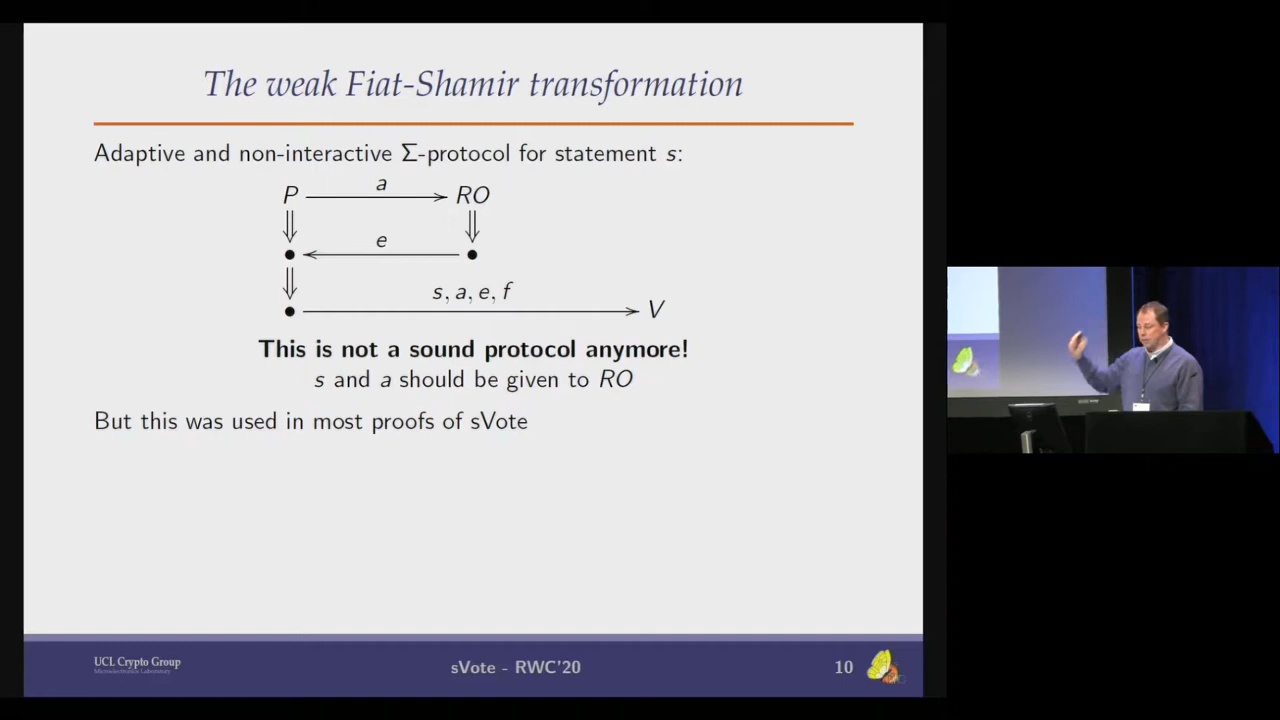 The weak Fiat-Shamir transformation
Adaptive and non-interactive Σ-protocol for statement s:
P a RO
e
s, a, e, f V
This is not a sound protocol anymore!
s and a should be given to RO
But this was used in most proofs of sVote
UCL Crypto Group
Microelectronics Laboratory
sVote - RWC'20
10